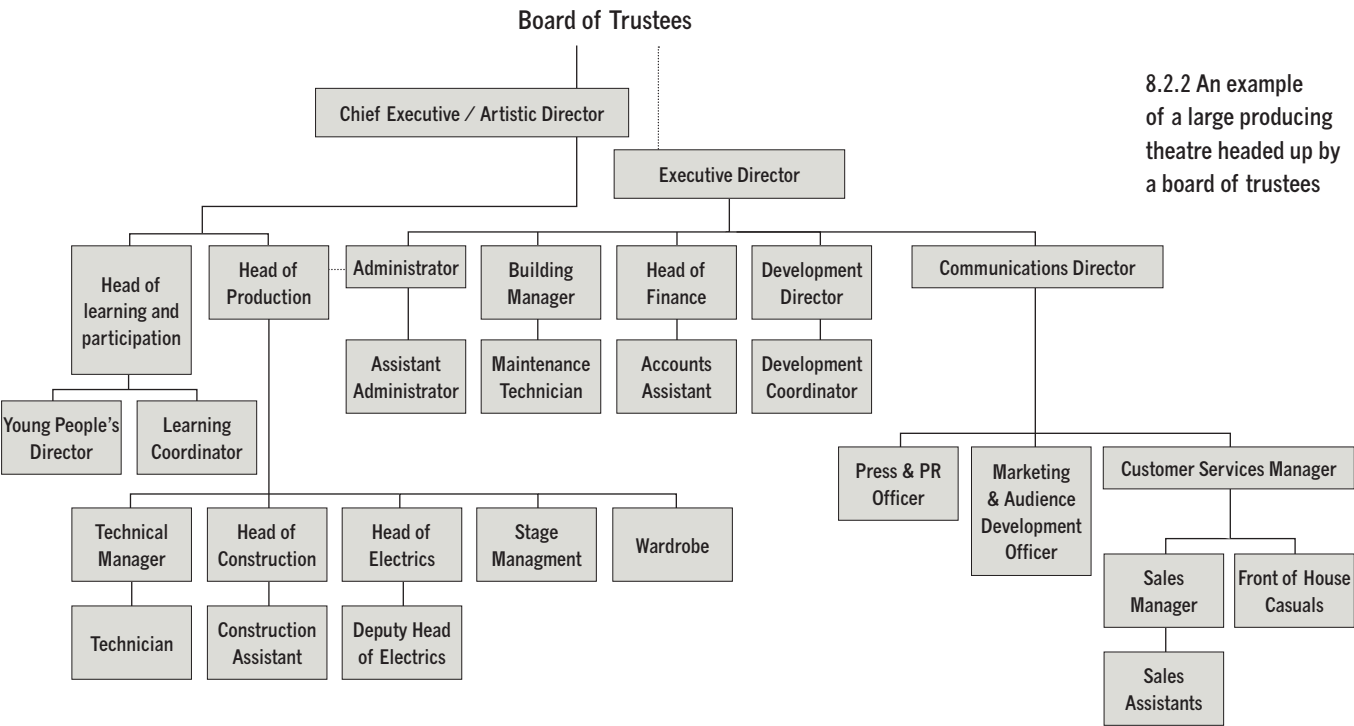 Board of Trustees
8.2.2 An example
of a large producing
theatre headed up by
a board of trustees
Chief Executive / Artistic Director
Executive Director
Head of
learning and
participation
Head of
Production
Administrator
Building
Manager
Head of
Finance
Development
Director
Communications Director
Assistant
Administrator
Maintenance
Technician
Accounts
Assistant
Development
Coordinator
Young People's
Director
Learning
Coordinator
Press & PR
Officer
Marketing
& Audience
Development
Officer
Customer Services Manager
Technical
Manager
Head of
Construction
Head of
Electrics
Stage
Managment
Wardrobe
Sales
Manager
Front of House
Casuals
Technician
Construction
Assistant
Deputy Head
of Electrics
Sales
Assistants